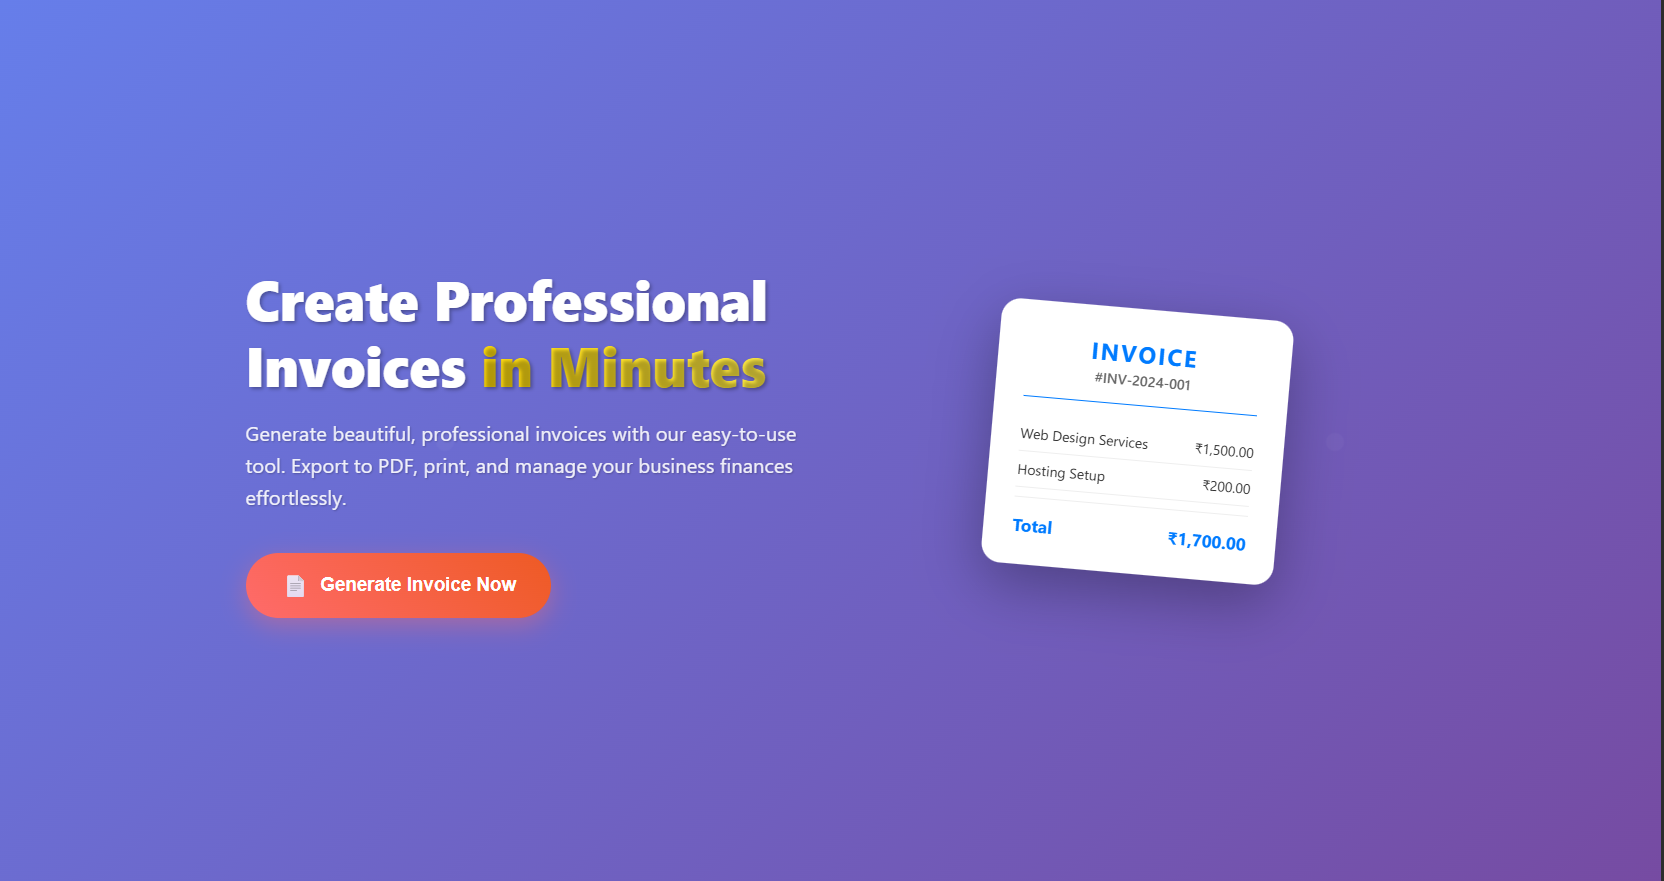 Create Professional
Invoices in Minutes
Generate beautiful, professional invoices with our easy-to-use
tool. Export to PDF, print, and manage your business finances
effortlessly.
Generate Invoice Now
INVOICE
#INV-2024-001
Web Design Services ₹1,500.00
Hosting Setup ₹200.00
Total ₹1,700.00